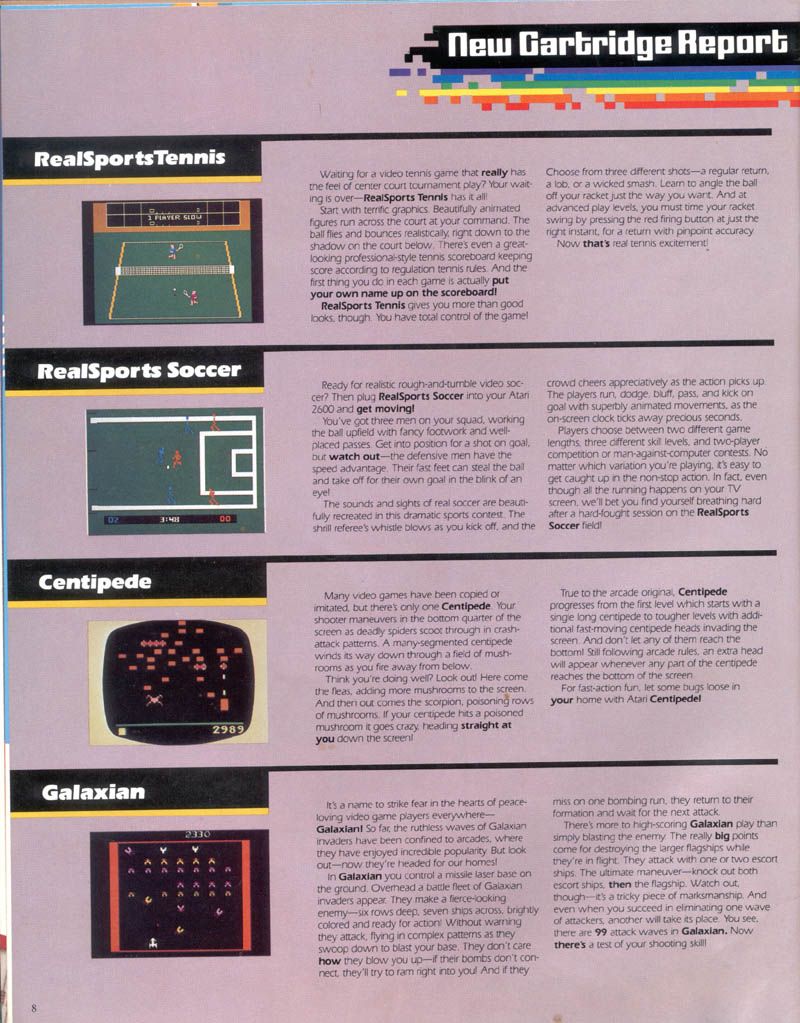 New Cartridge Report
RealSportsTennis
1 PLAYER SLOW
Waiting for a video tennis game that really has
the feel of center court tournament play? Your wait-
ing is over—RealSports Tennis has it all!
Start with terrific graphics. Beautifully animated
figures run across the court at your command. The
ball flies and bounces realistically, right down to the
shadow on the court below. There's even a great-
looking professional-style tennis scoreboard keeping
score according to regulation tennis rules. And the
first thing you do in each game is actually put
your own name up on the scoreboard!
RealSports Tennis gives you more than good
looks, though. You have total control of the game!
Choose from three different shots—a regular return,
a lob, or a wicked smash. Learn to angle the ball
off your racket just the way you want. And at
advanced play levels, you must time your racket
swing by pressing the red firing button at just the
right instant, for a return with pinpoint accuracy.
Now that's real tennis excitement!
RealSports Soccer
02 3:48 00
Ready for realistic rough-and-tumble video soc-
cer? Then plug RealSports Soccer into your Atari
2600 and get moving!
You've got three men on your squad, working
the ball upfield with fancy footwork and well-
placed passes. Get into position for a shot on goal,
but watch out—the defensive men have the
speed advantage. Their fast feet can steal the ball
and take off for their own goal in the blink of an
eye!
The sounds and sights of real soccer are beauti-
fully recreated in this dramatic sports contest. The
shrill referee's whistle blows as you kick off, and the
crowd cheers appreciatively as the action picks up.
The players run, dodge, bluff, pass, and kick on
goal with superbly animated movements, as the
on-screen clock ticks away precious seconds.
Players choose between two different game
lengths, three different skill levels, and two-player
competition or man-against-computer contests. No
matter which variation you're playing, it's easy to
get caught up in the non-stop action. In fact, even
though all the running happens on your TV
screen, we'll bet you find yourself breathing hard
after a hard-fought session on the RealSports
Soccer field!
Centipede
2989
Many video games have been copied or
imitated, but there's only one Centipede. Your
shooter maneuvers in the bottom quarter of the
screen as deadly spiders scoot through in crash-
attack patterns. A many-segmented centipede
winds its way down through a field of mush-
rooms as you fire away from below.
Think you're doing well? Look out! Here come
the fleas, adding more mushrooms to the screen.
And then out comes the scorpion, poisoning rows
of mushrooms. If your centipede hits a poisoned
mushroom it goes crazy, heading straight at
you down the screen!
True to the arcade original, Centipede
progresses from the first level which starts with a
single long centipede to tougher levels with addi-
tional fast-moving centipede heads invading the
screen. And don't let any of them reach the
bottom! Still following arcade rules, an extra head
will appear whenever any part of the centipede
reaches the bottom of the screen.
For fast-action fun, let some bugs loose in
your home with Atari Centipede!
Galaxian
2330
It's a name to strike fear in the hearts of peace-
loving video game players everywhere—
Galaxian! So far, the ruthless waves of Galaxian
invaders have been confined to arcades, where
they have enjoyed incredible popularity. But look
out—now they're headed for our homes!
In Galaxian you control a missile laser base on
the ground. Overhead a battle fleet of Galaxian
invaders appear. They make a fierce-looking
enemy—six rows deep, seven ships across, brightly
colored and ready for action! Without warning
they attack, flying in complex patterns as they
swoop down to blast your base. They don't care
how they blow you up—if their bombs don't con-
nect, they'll try to ram right into you! And if they
miss on one bombing run, they return to their
formation and wait for the next attack.
There's more to high-scoring Galaxian play than
simply blasting the enemy. The really big points
come for destroying the larger flagships while
they're in flight. They attack with one or two escort
ships. The ultimate maneuver—knock out both
escort ships, then the flagship. Watch out,
though—it's a tricky piece of marksmanship. And
even when you succeed in eliminating one wave
of attackers, another will take its place. You see,
there are 99 attack waves in Galaxian. Now
there's a test of your shooting skill!
8